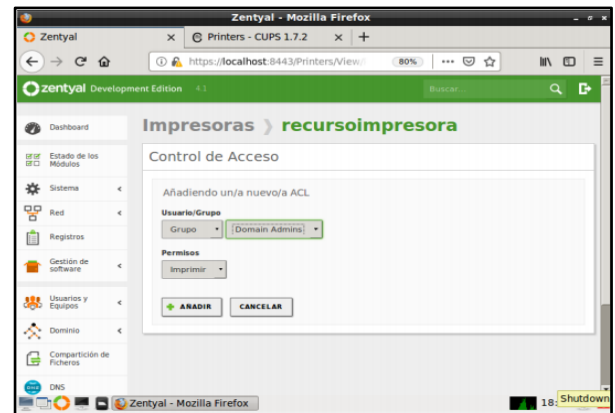 Zentyal - Mozilla Firefox
Zentyal
Printers - CUPS 1.7.2
https://localhost:8443/Printers/View/
80%
zentyal Development Edition 4.1
Buscar...
Dashboard
Estado de los
Módulos
Sistema
Red
Registros
Gestión de
software
Usuarios y
Equipos
Dominio
Compartición de
Ficheros
DNS
Impresoras
recursoimpresora
Control de Acceso
Añadiendo un/a nuevo/a ACL
Usuario/Grupo
Grupo
Domain Admins
Permisos
Imprimir
AÑADIR
CANCELAR
Zentyal - Mozilla Firefox
18:
Shutdown